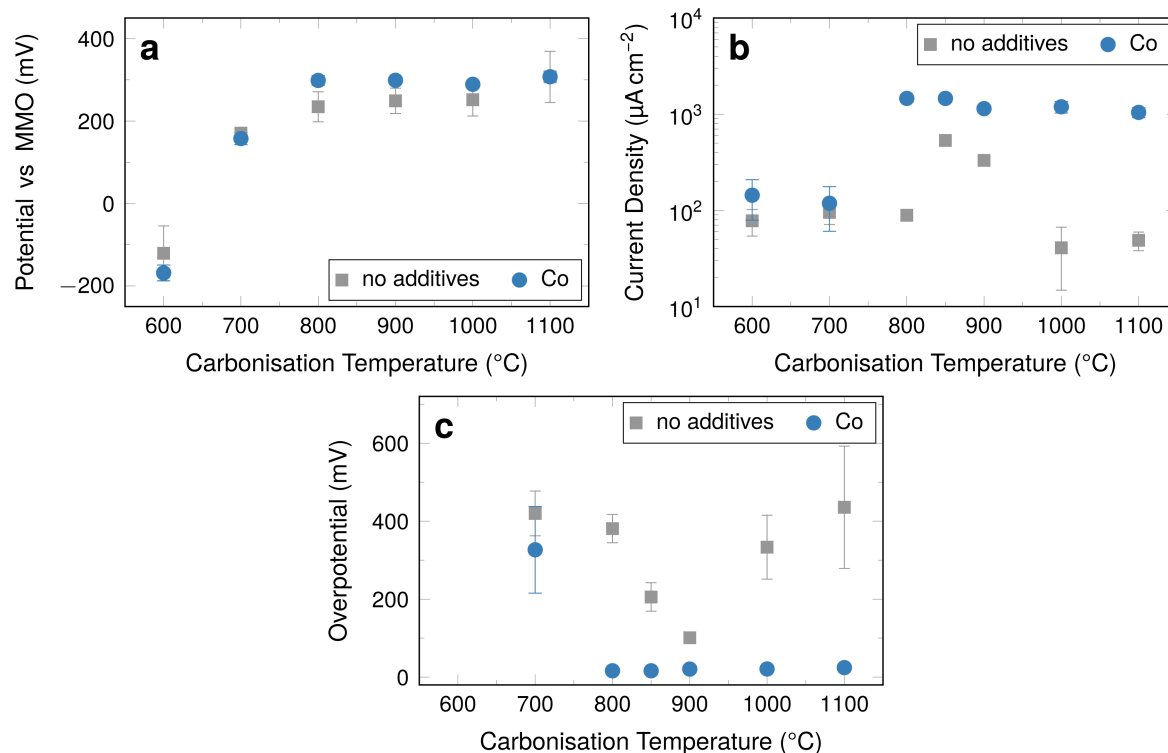 a
no additives Co
400
200
0
−200
Potential vs MMO (mV)
600 700 800 900 1000 1100
Carbonisation Temperature (°C)
b
no additives Co
10⁴
10³
10²
10¹
Current Density (µA cm⁻²)
600 700 800 900 1000 1100
Carbonisation Temperature (°C)
c
no additives Co
600
400
200
0
Overpotential (mV)
600 700 800 900 1000 1100
Carbonisation Temperature (°C)